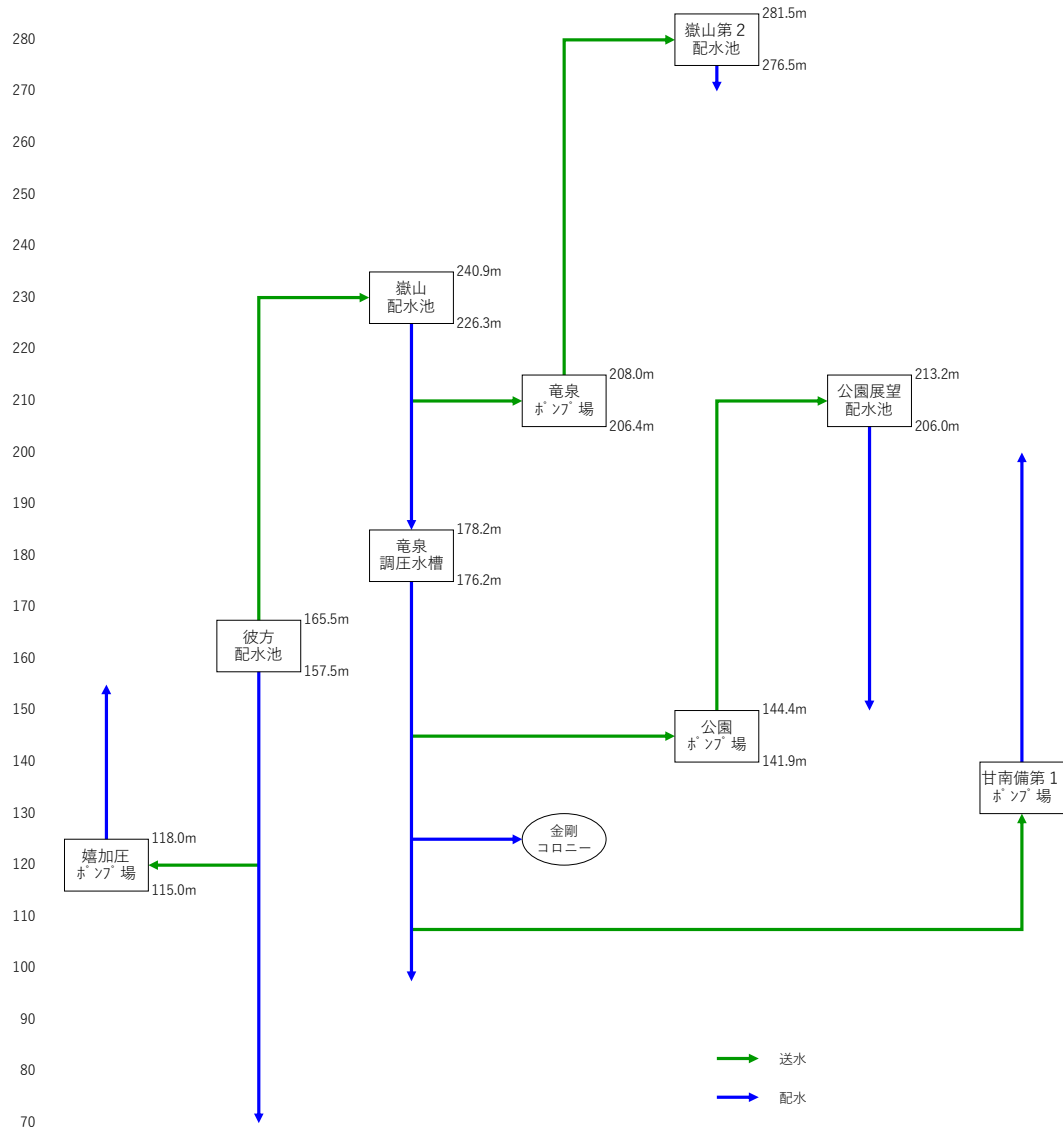 281.5m
嶽山第２
配水池
276.5m
280
270
260
250
240
230
220
210
200
190
180
170
160
150
140
130
120
110
100
90
80
70
240.9m
嶽山
配水池
226.3m
208.0m
竜泉
ﾎﾟﾝﾌﾟ場
206.4m
213.2m
公園展望
配水池
206.0m
178.2m
竜泉
調圧水槽
176.2m
165.5m
彼方
配水池
157.5m
144.4m
公園
ﾎﾟﾝﾌﾟ場
141.9m
甘南備第１
ﾎﾟﾝﾌﾟ場
金剛
コロニー
118.0m
嬉加圧
ﾎﾟﾝﾌﾟ場
115.0m
送水
配水